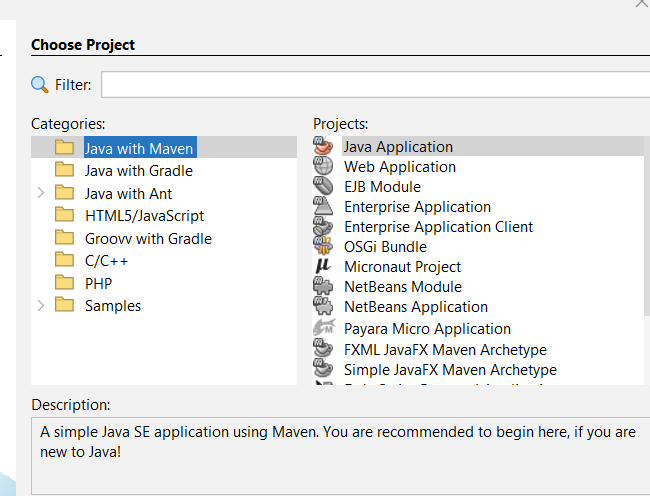 Choose Project
Filter:
Categories:
Java with Maven
Java with Gradle
Java with Ant
HTML5/JavaScript
Groovv with Gradle
C/C++
PHP
Samples
Projects:
Java Application
Web Application
EJB Module
Enterprise Application
Enterprise Application Client
OSGi Bundle
Micronaut Project
NetBeans Module
NetBeans Application
Payara Micro Application
FXML JavaFX Maven Archetype
Simple JavaFX Maven Archetype
Description:
A simple Java SE application using Maven. You are recommended to begin here, if you are
new to Java!